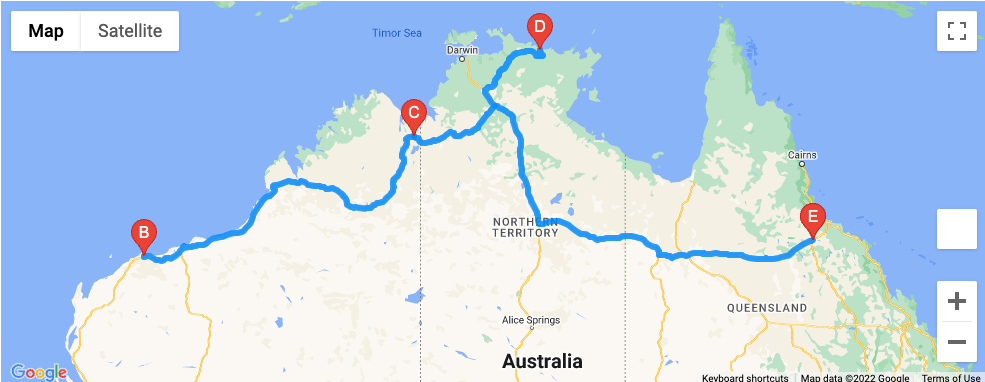 Map
Satellite
Timor Sea
D
Darwin
C
Cairns
E
B
NORTHERN
TERRITORY
QUEENSLAND
Alice Springs
Australia
Google
Keyboard shortcuts
Map data ©2022 Google
Terms of Use